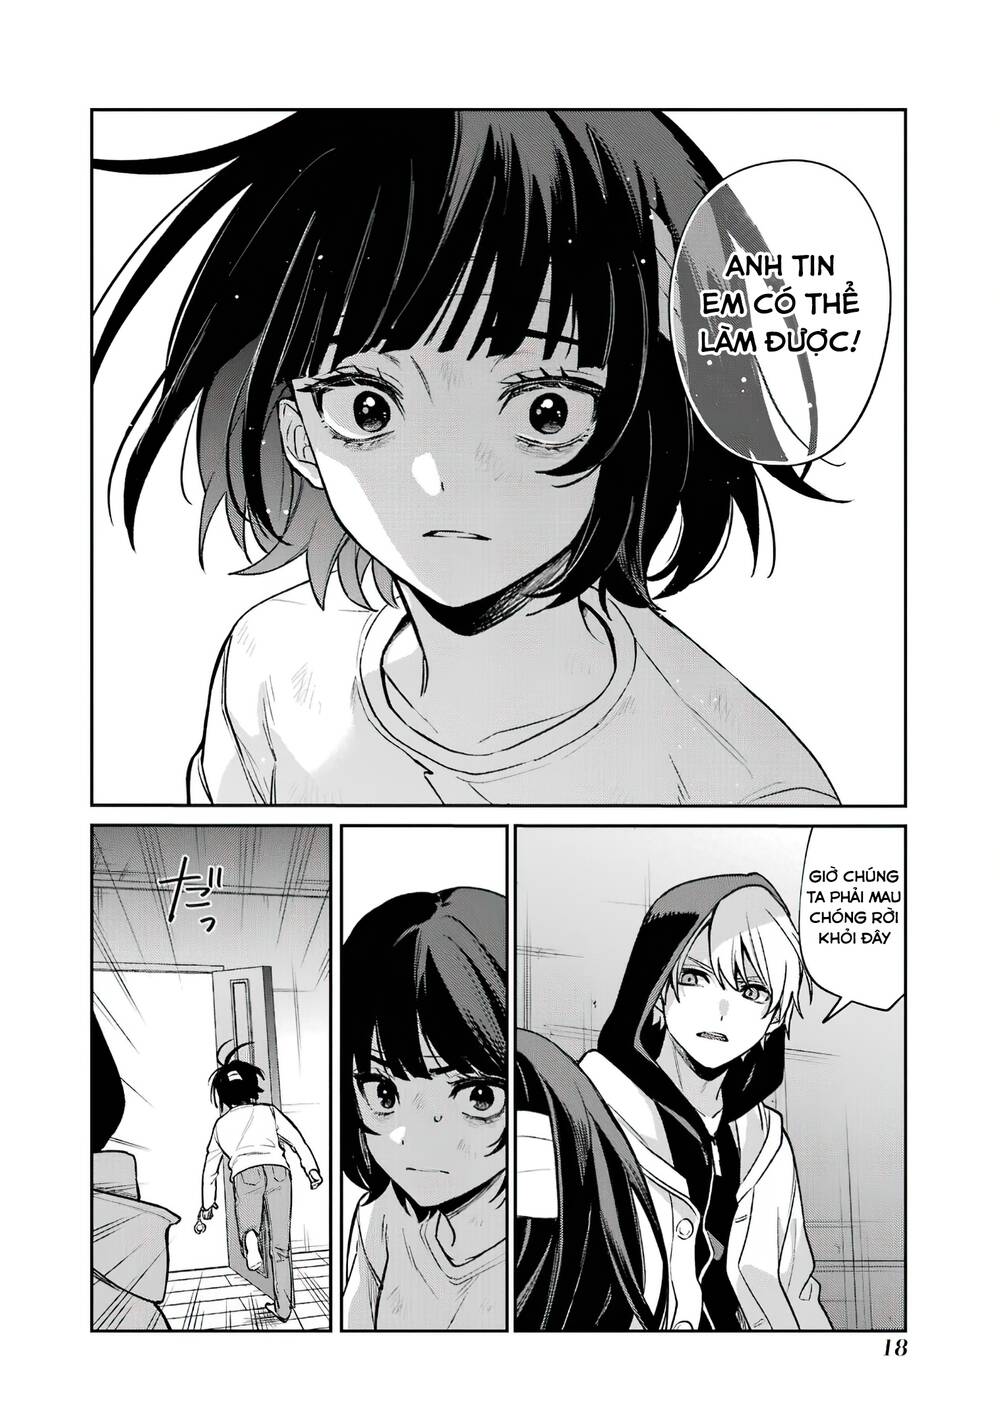 ANH TIN
EM CÓ THỂ
LÀM ĐƯỢC!
GIỜ CHÚNG
TA PHẢI MAU
CHÓNG RỜI
KHỎI ĐÂY
だっ
18